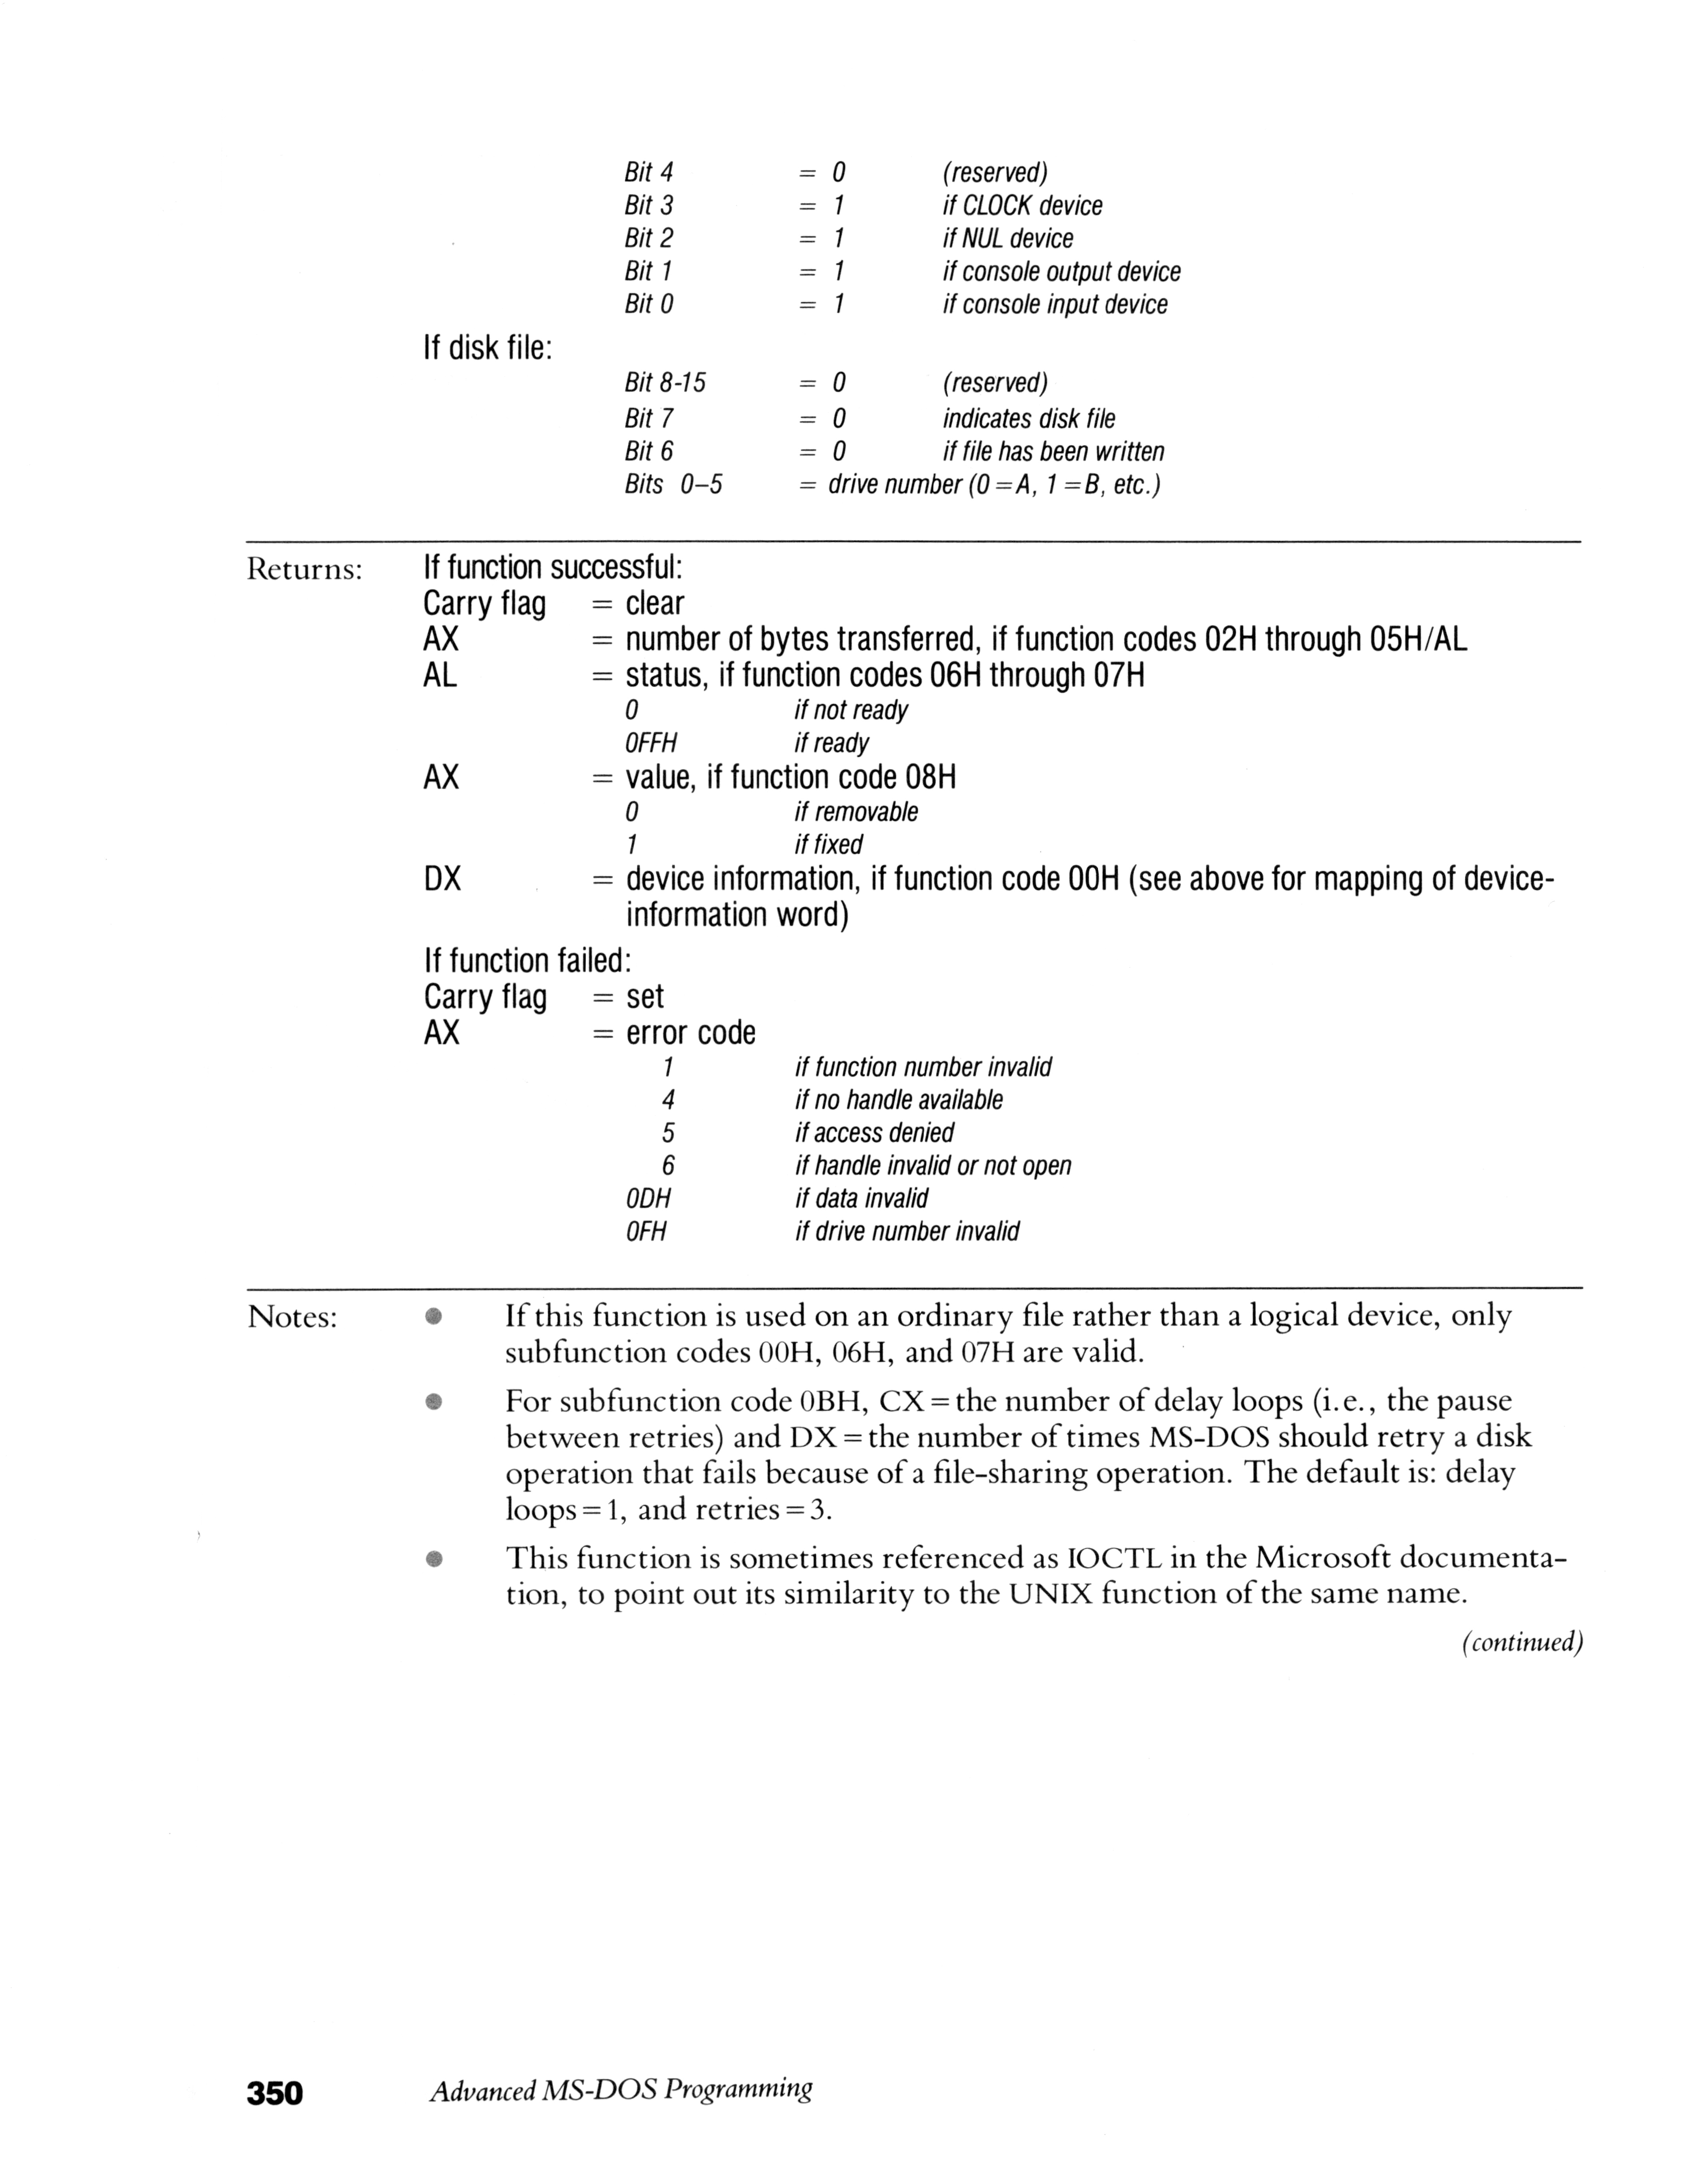 Bit 4 = 0 (reserved)
Bit 3 = 1 if CLOCK device
Bit 2 = 1 if NUL device
Bit 1 = 1 if console output device
Bit 0 = 1 if console input device
If disk file:
Bit 8-15 = 0 (reserved)
Bit 7 = 0 indicates disk file
Bit 6 = 0 if file has been written
Bits 0–5 = drive number (0 = A, 1 = B, etc.)
Returns: If function successful:
Carry flag = clear
AX = number of bytes transferred, if function codes 02H through 05H/AL
AL = status, if function codes 06H through 07H
0 if not ready
0FFH if ready
AX = value, if function code 08H
0 if removable
1 if fixed
DX = device information, if function code 00H (see above for mapping of device-
information word)
If function failed:
Carry flag = set
AX = error code
1 if function number invalid
4 if no handle available
5 if access denied
6 if handle invalid or not open
0DH if data invalid
0FH if drive number invalid
Notes: ● If this function is used on an ordinary file rather than a logical device, only
subfunction codes 00H, 06H, and 07H are valid.
● For subfunction code 0BH, CX = the number of delay loops (i.e., the pause
between retries) and DX = the number of times MS-DOS should retry a disk
operation that fails because of a file-sharing operation. The default is: delay
loops = 1, and retries = 3.
● This function is sometimes referenced as IOCTL in the Microsoft documenta-
tion, to point out its similarity to the UNIX function of the same name.
(continued)
350 Advanced MS-DOS Programming